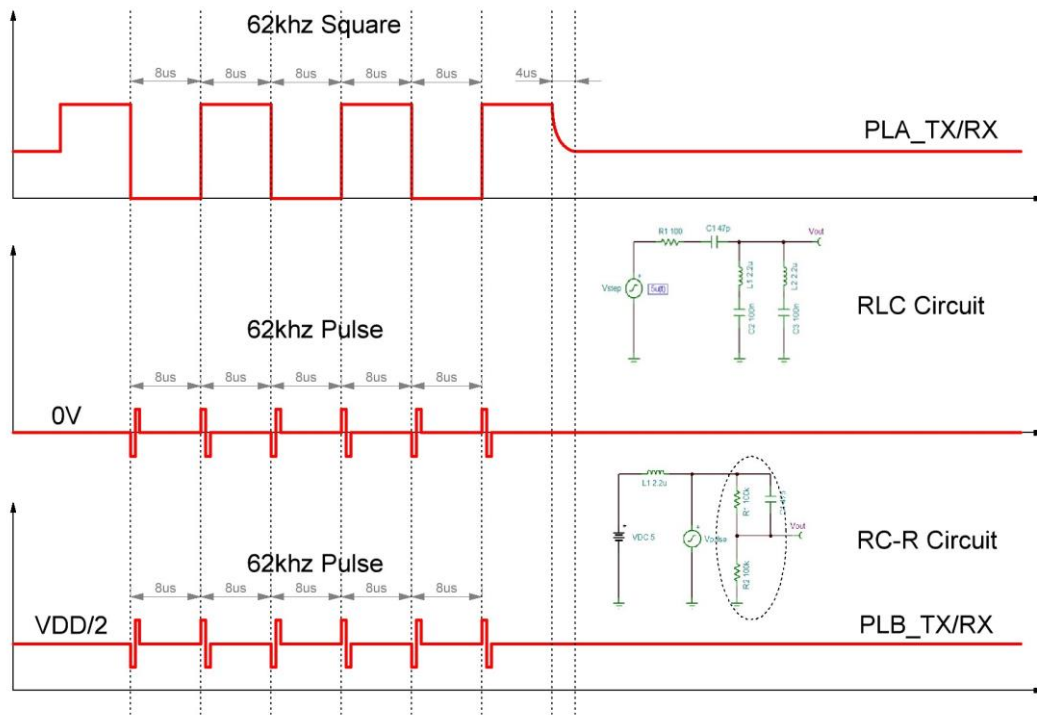 62khz Square
8us 8us 8us 8us 8us 4us
PLA_TX/RX
R1 100
C1 47p
Vout
L1 2.2u
L2 2.2u
Vstep
5u(t)
C2 100n
C3 100n
RLC Circuit
62khz Pulse
8us 8us 8us 8us 8us
0V
L1 2.2u
R1 100k
Vout
VDC 5
R2 100k
RC-R Circuit
62khz Pulse
8us 8us 8us 8us 8us
VDD/2
PLB_TX/RX